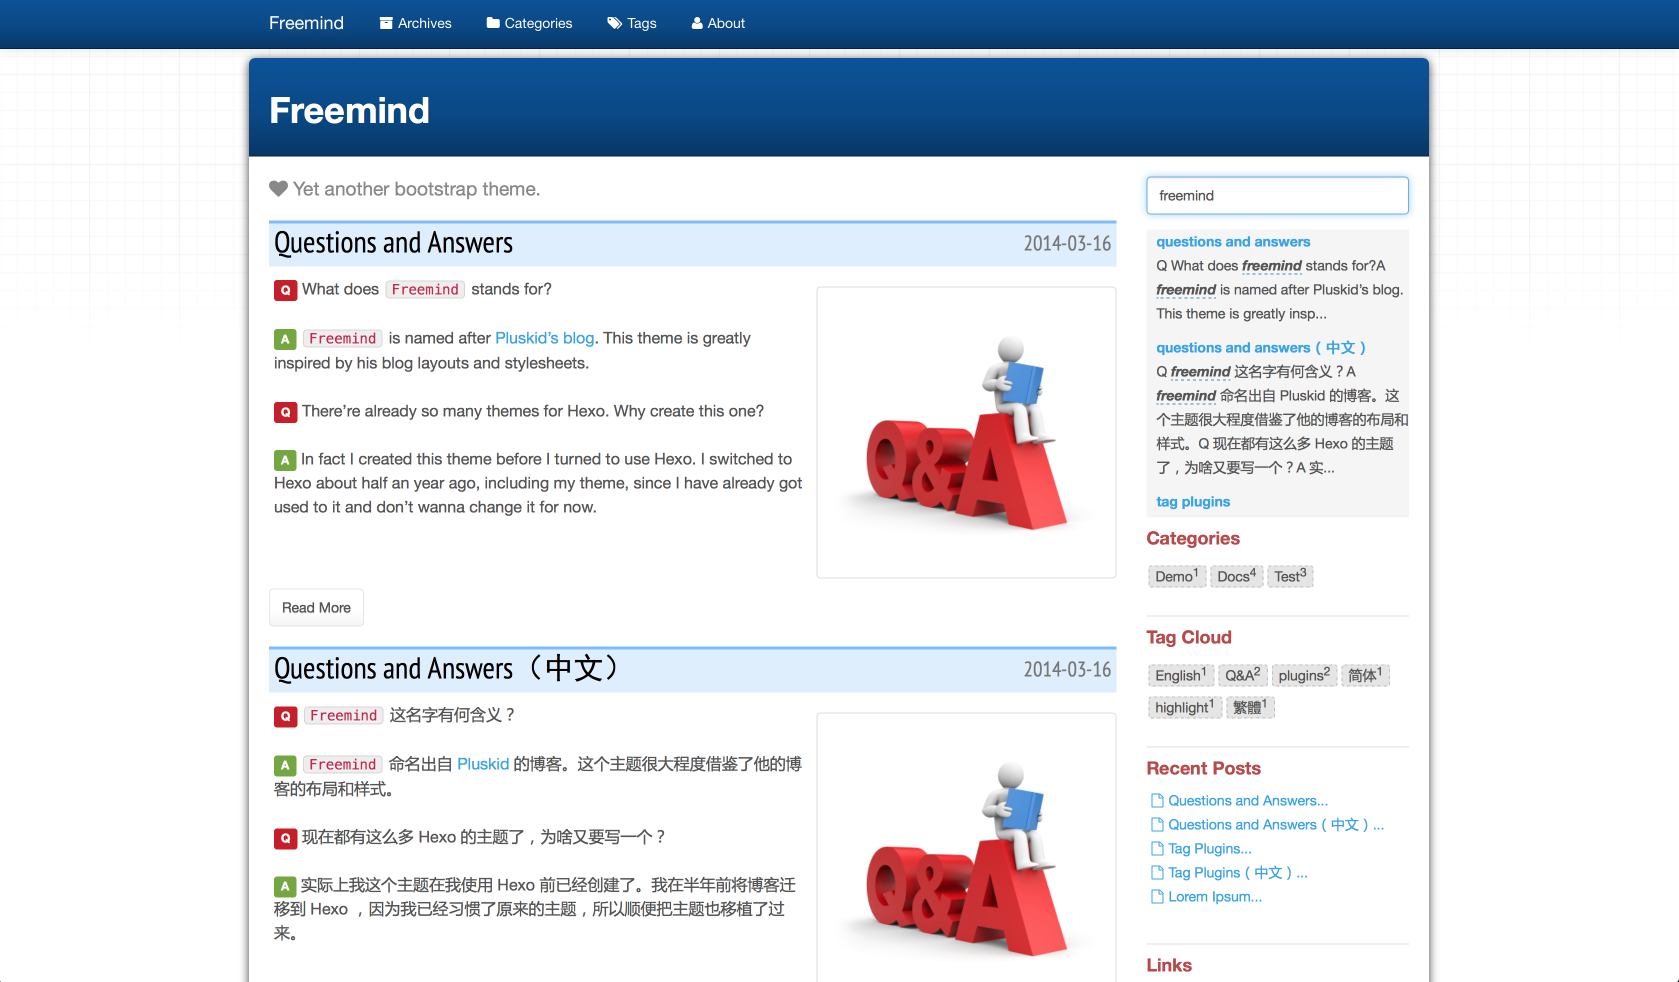 Freemind Archives Categories Tags About
Freemind
Yet another bootstrap theme.
Questions and Answers 2014-03-16
Q What does Freemind stands for?
A Freemind is named after Pluskid’s blog. This theme is greatly
inspired by his blog layouts and stylesheets.
Q There’re already so many themes for Hexo. Why create this one?
A In fact I created this theme before I turned to use Hexo. I switched to
Hexo about half an year ago, including my theme, since I have already got
used to it and don’t wanna change it for now.
Q&A
Read More
Questions and Answers（中文） 2014-03-16
Q Freemind 这名字有何含义？
A Freemind 命名出自 Pluskid 的博客。这个主题很大程度借鉴了他的博
客的布局和样式。
Q 现在都有这么多 Hexo 的主题了，为啥又要写一个？
A 实际上我这个主题在我使用 Hexo 前已经创建了。我在半年前将博客迁
移到 Hexo ，因为我已经习惯了原来的主题，所以顺便把主题也移植了过
来。
Q&A
freemind
questions and answers
Q What does freemind stands for?A
freemind is named after Pluskid’s blog.
This theme is greatly insp...
questions and answers（中文）
Q freemind 这名字有何含义？A
freemind 命名出自 Pluskid 的博客。这
个主题很大程度借鉴了他的博客的布局和
样式。Q 现在都有这么多 Hexo 的主题
了，为啥又要写一个？A 实...
tag plugins
Categories
Demo1 Docs4 Test3
Tag Cloud
English1 Q&A2 plugins2 简体1
highlight1 繁體1
Recent Posts
Questions and Answers...
Questions and Answers（中文）...
Tag Plugins...
Tag Plugins（中文）...
Lorem Ipsum...
Links